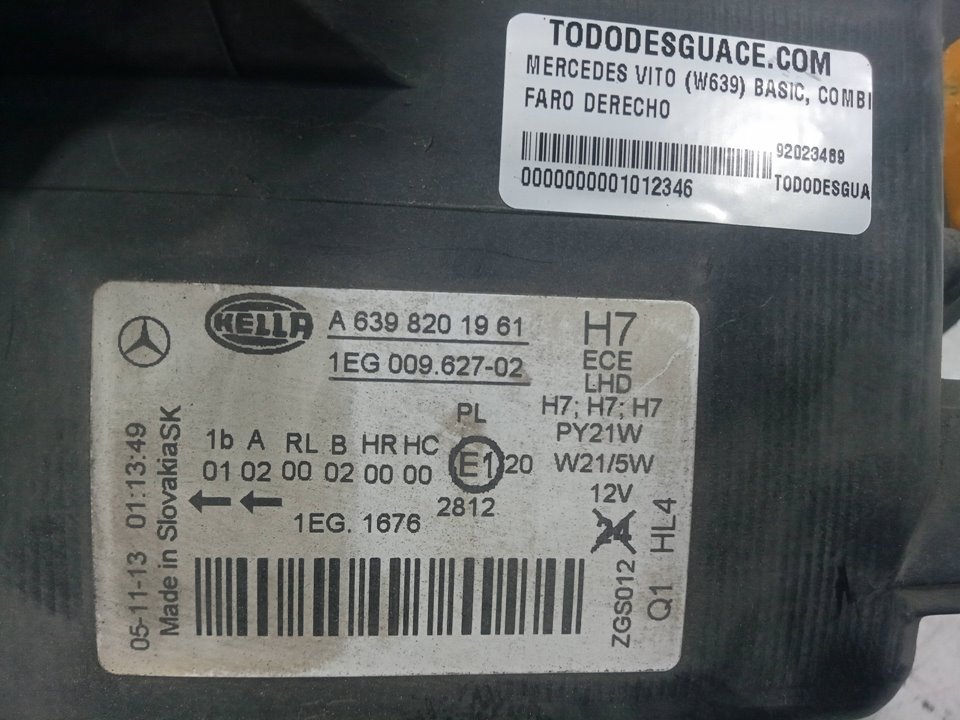 TODODESGUACE.COM
MERCEDES VITO (W639) BASIC, COMBI
FARO DERECHO
92023469
0000000001012346
TODODESGUA
HELLA
A 639 820 19 61
1EG 009.627-02
H7
ECE
LHD
H7; H7; H7
PY21W
W21/5W
12V
24
PL
1b A RL B HR HC
01 02 00 02 00 00
E1 20
2812
1EG. 1676
05-11-13 01:13:49
Made in SlovakiaSK
ZGS012
Q1 HL4